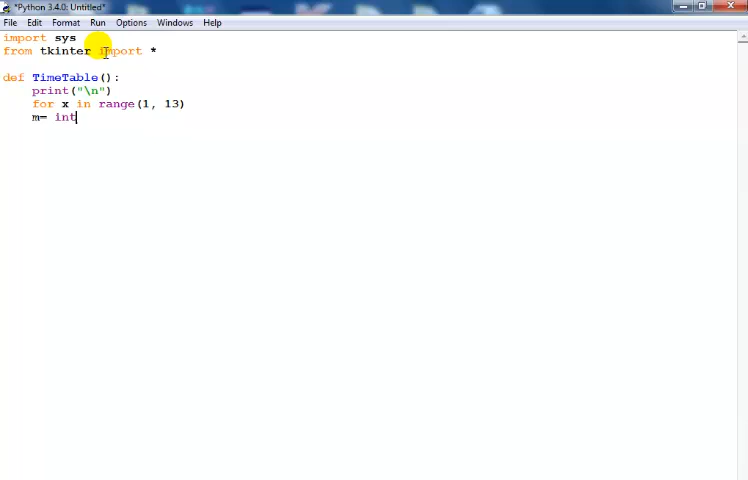 *Python 3.4.0: Untitled*
File Edit Format Run Options Windows Help
import sys
from tkinter import *
def TimeTable():
print("\n")
for x in range(1, 13)
m= int